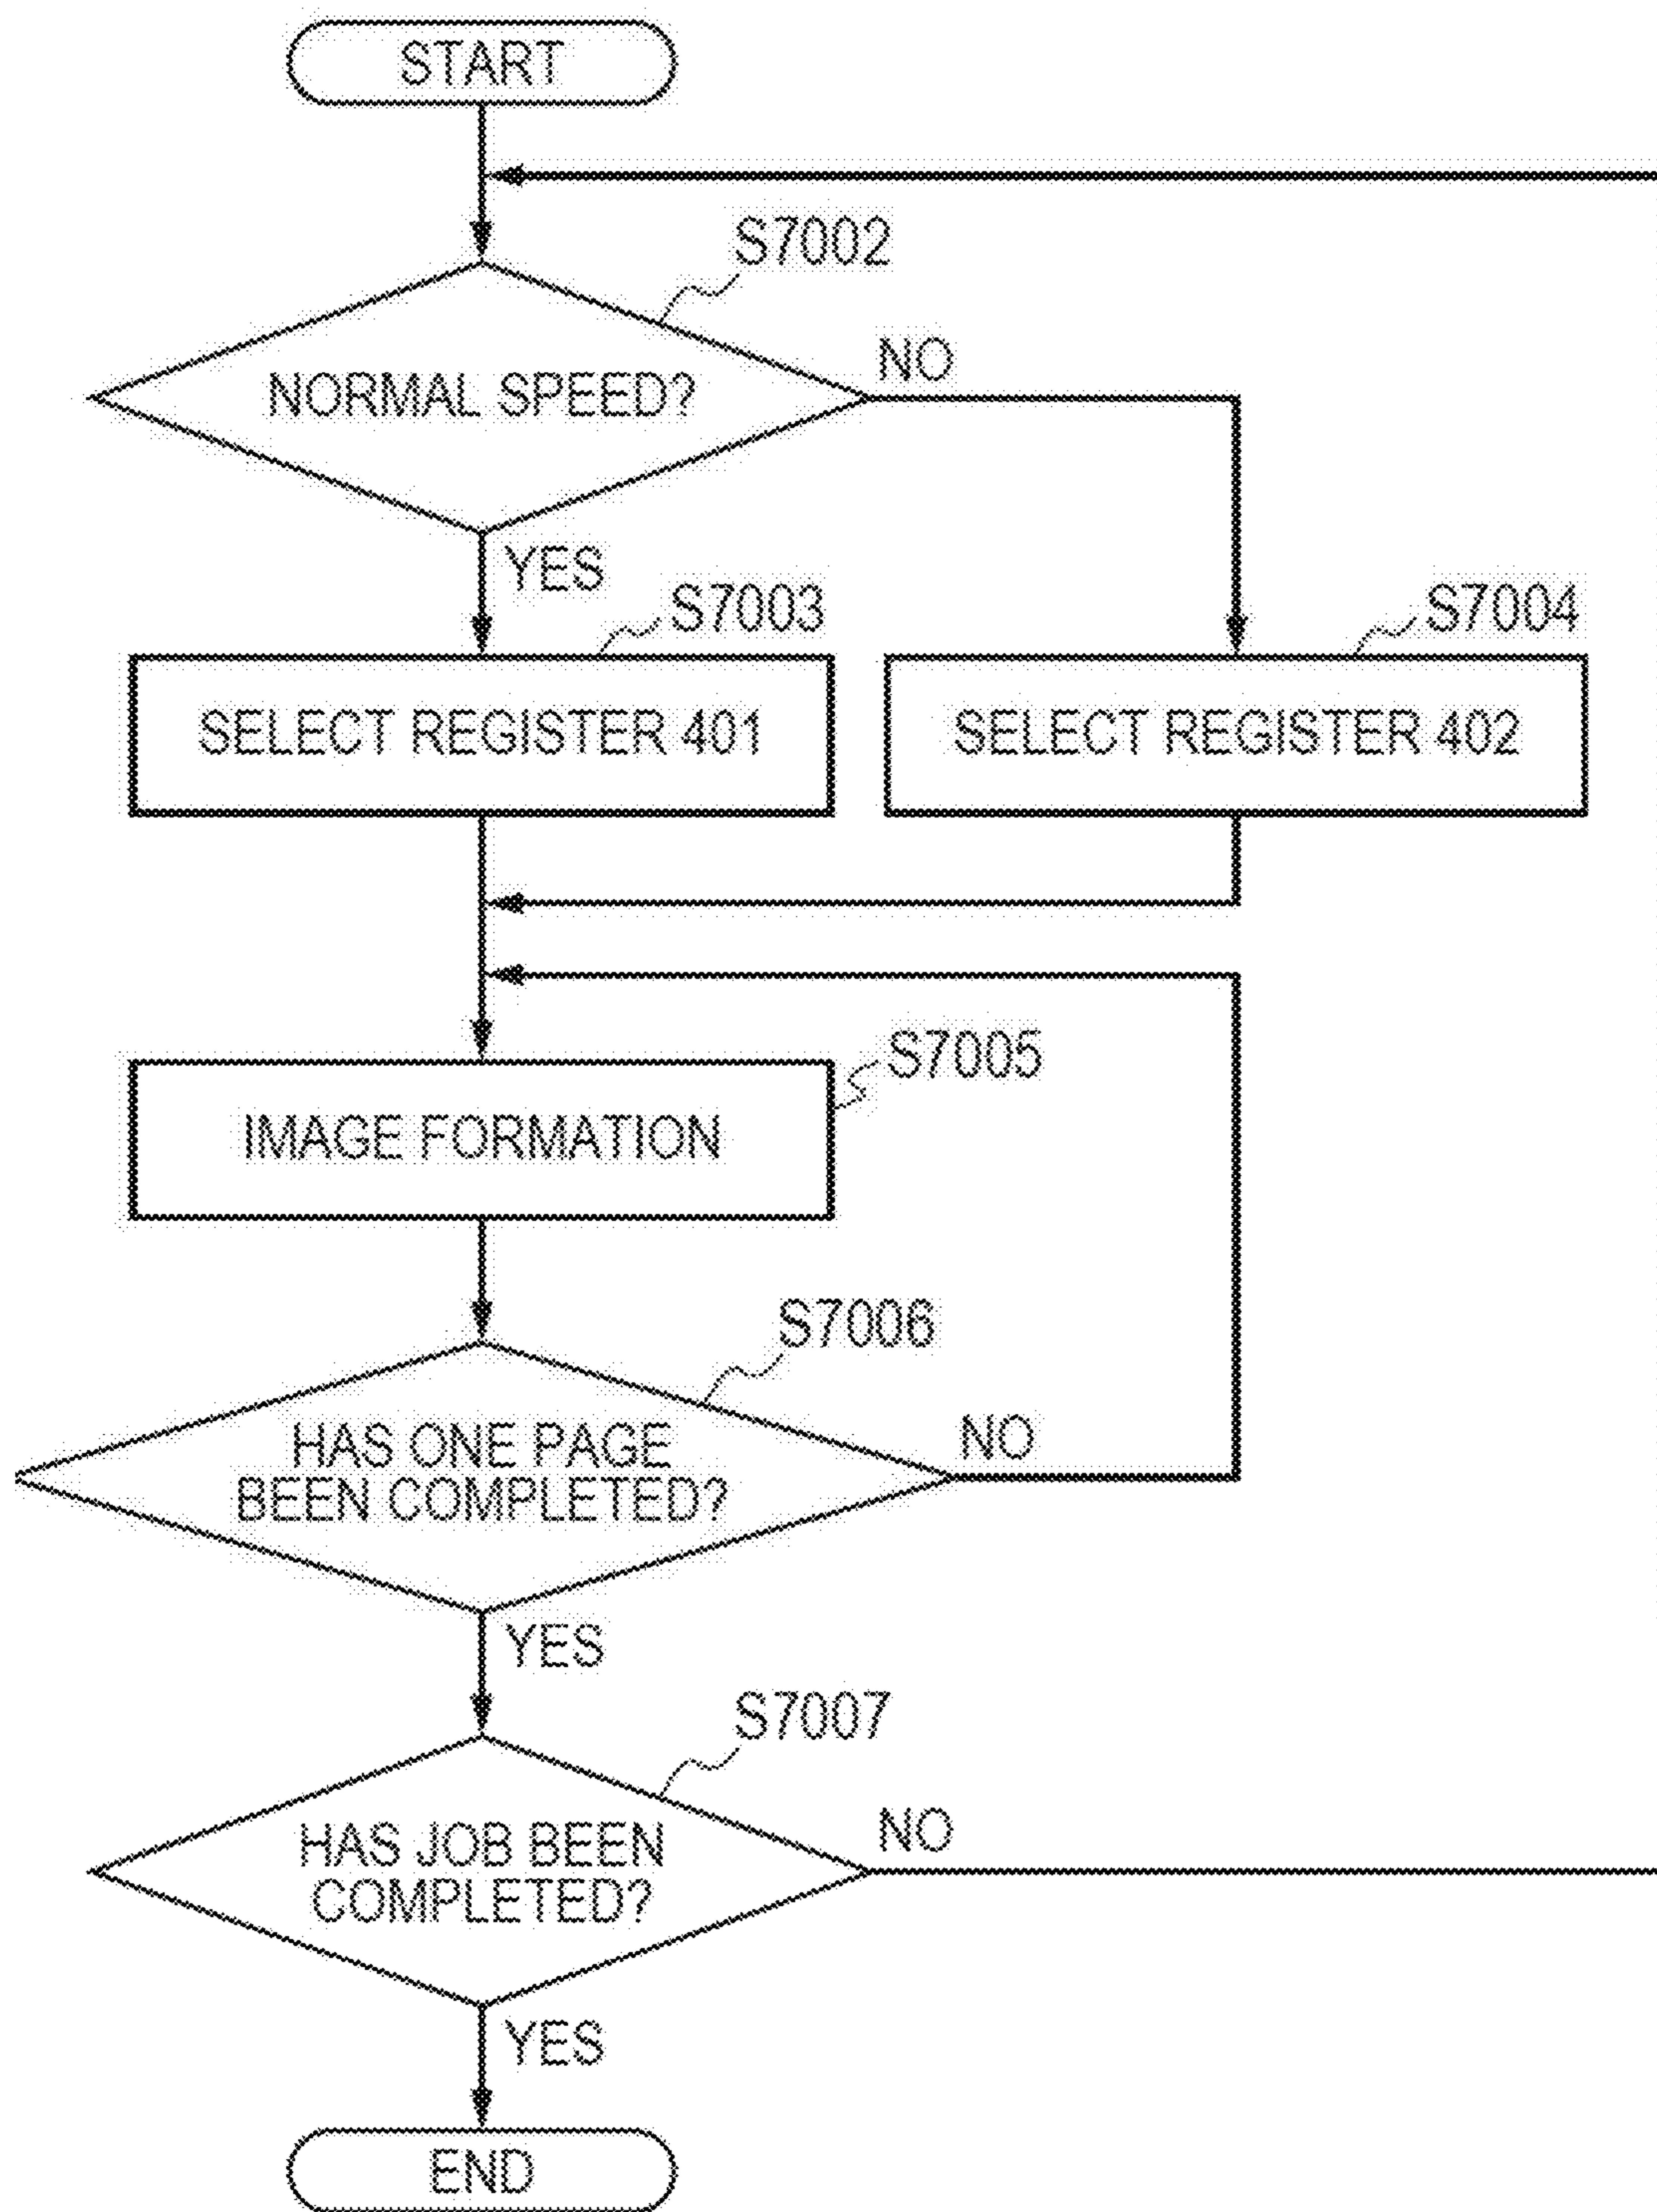 START
S7002
NORMAL SPEED?
NO
YES
S7003
S7004
SELECT REGISTER 401
SELECT REGISTER 402
S7005
IMAGE FORMATION
S7006
HAS ONE PAGE
BEEN COMPLETED?
NO
YES
S7007
HAS JOB BEEN
COMPLETED?
NO
YES
END